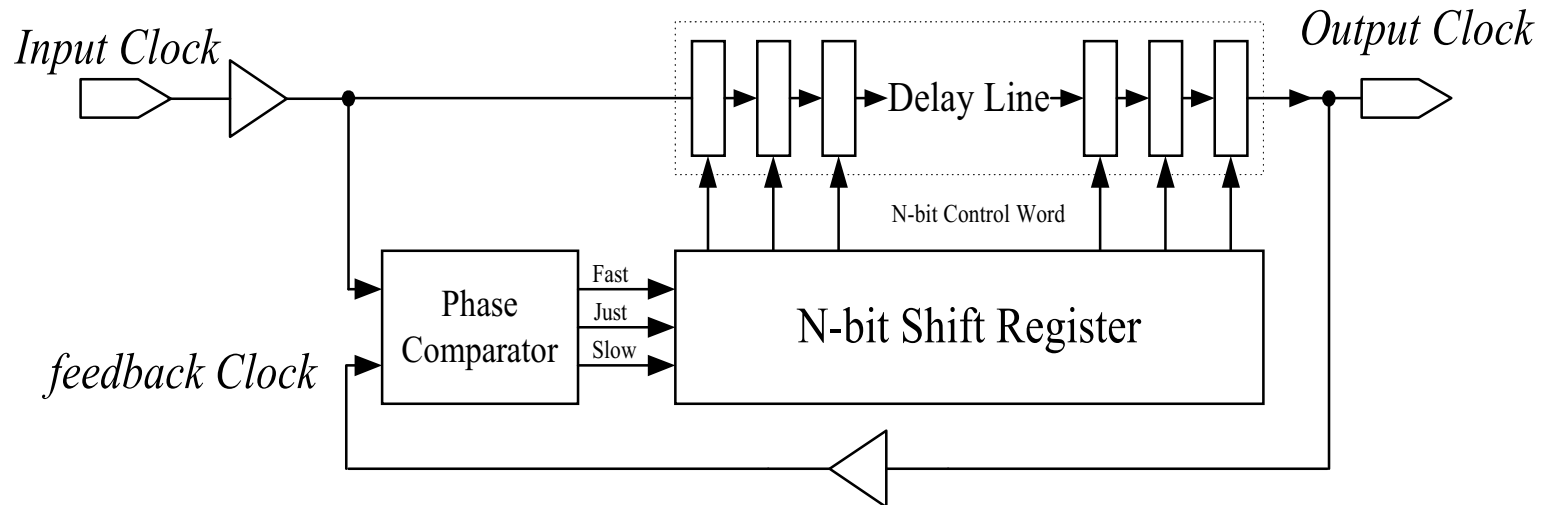 Input Clock
Output Clock
Delay Line
N-bit Control Word
Fast
Phase
Comparator
Just
N-bit Shift Register
Slow
feedback Clock